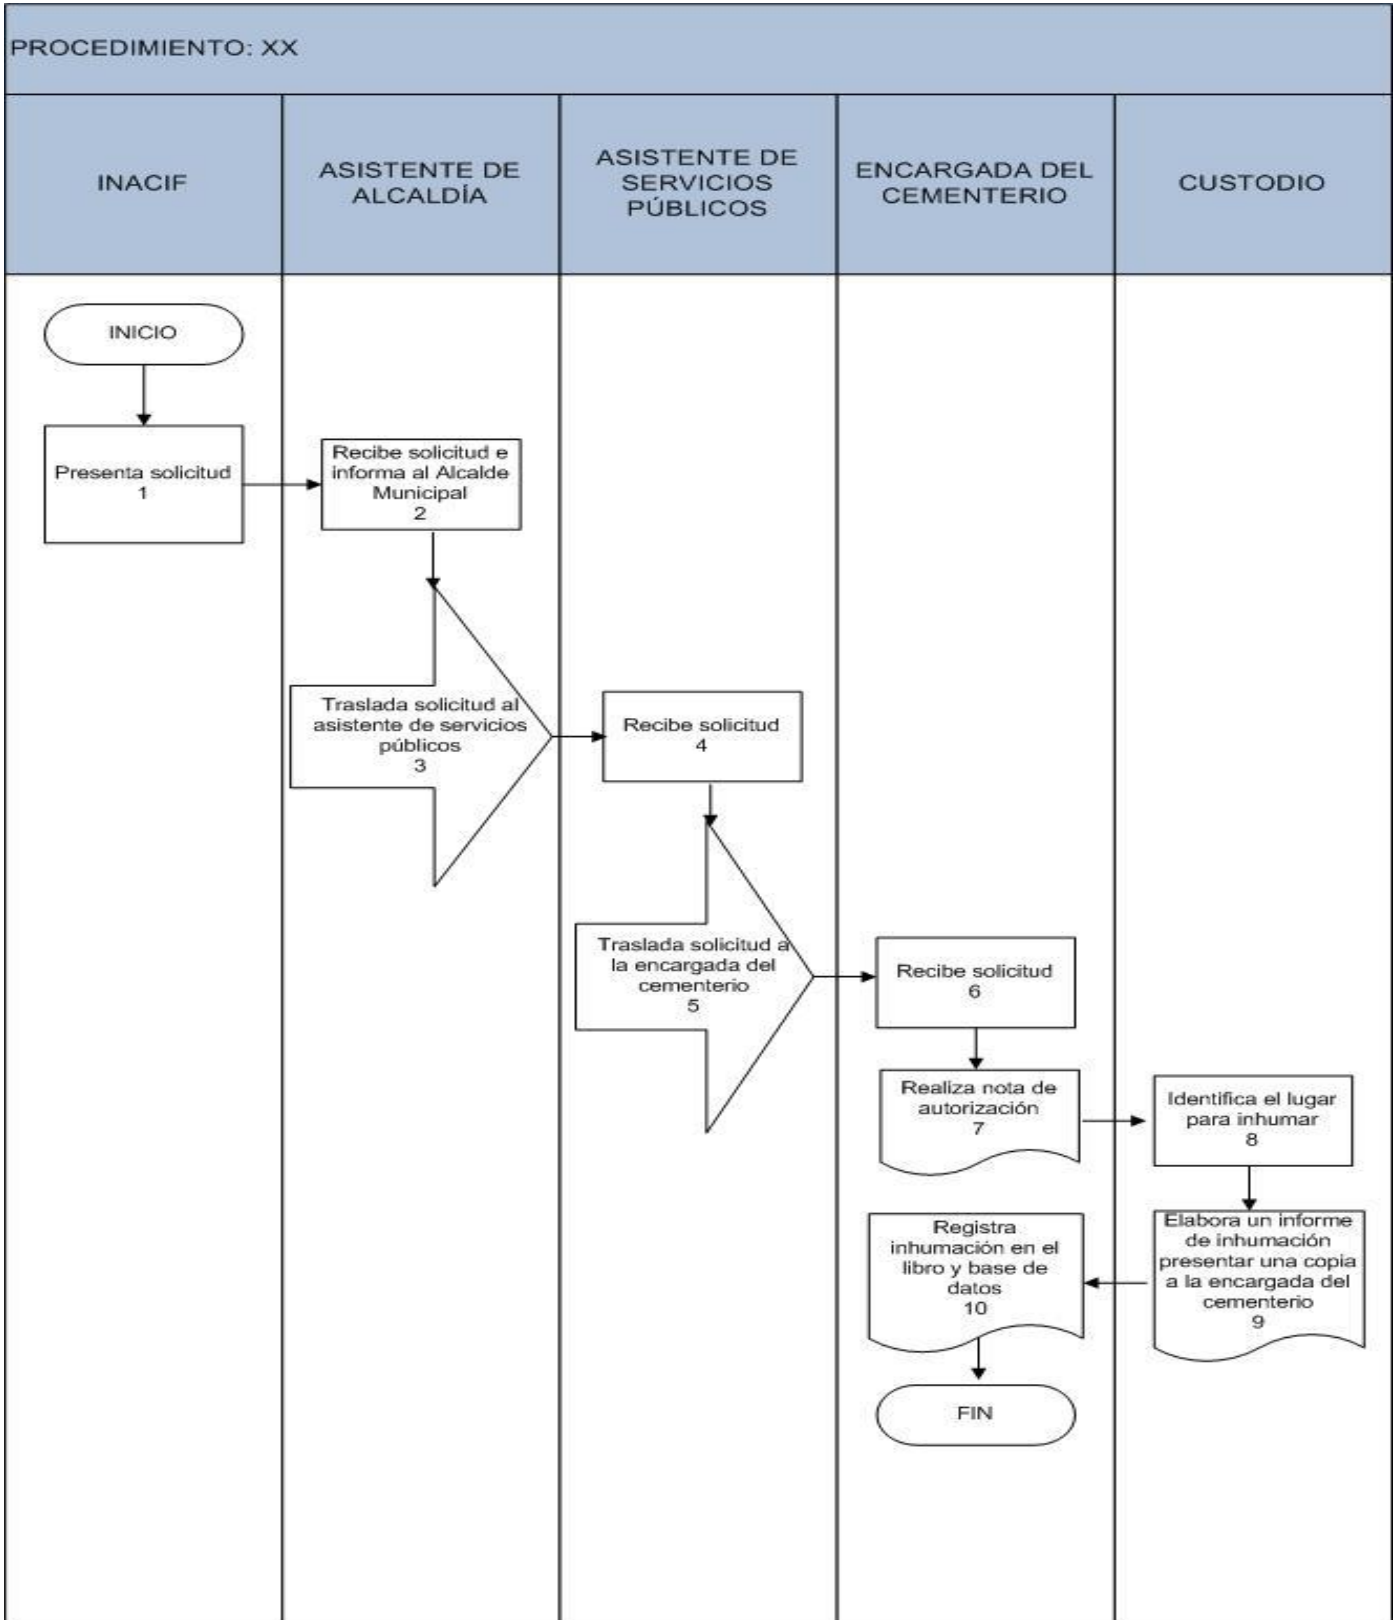 PROCEDIMIENTO: XX
INACIF
ASISTENTE DE
ALCALDÍA
ASISTENTE DE
SERVICIOS
PÚBLICOS
ENCARGADA DEL
CEMENTERIO
CUSTODIO
INICIO
Presenta solicitud
1
Recibe solicitud e
informa al Alcalde
Municipal
2
Traslada solicitud al
asistente de servicios
públicos
3
Recibe solicitud
4
Traslada solicitud a
la encargada del
cementerio
5
Recibe solicitud
6
Realiza nota de
autorización
7
Identifica el lugar
para inhumar
8
Elabora un informe
de inhumación
presentar una copia
a la encargada del
cementerio
9
Registra
inhumación en el
libro y base de
datos
10
FIN